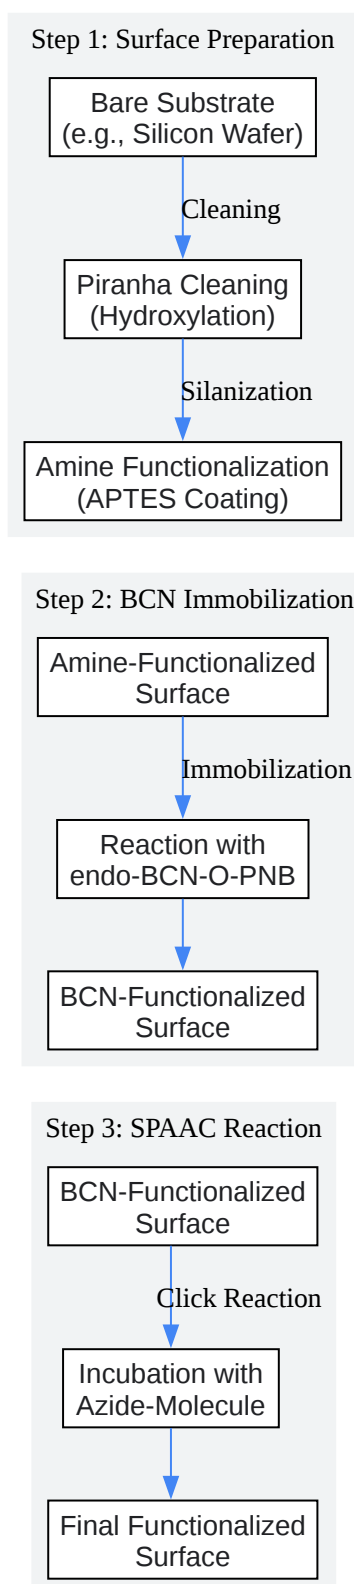 Step 1: Surface Preparation
Bare Substrate
(e.g., Silicon Wafer)
Cleaning
Piranha Cleaning
(Hydroxylation)
Silanization
Amine Functionalization
(APTES Coating)
Step 2: BCN Immobilization
Amine-Functionalized
Surface
Immobilization
Reaction with
endo-BCN-O-PNB
BCN-Functionalized
Surface
Step 3: SPAAC Reaction
BCN-Functionalized
Surface
Click Reaction
Incubation with
Azide-Molecule
Final Functionalized
Surface